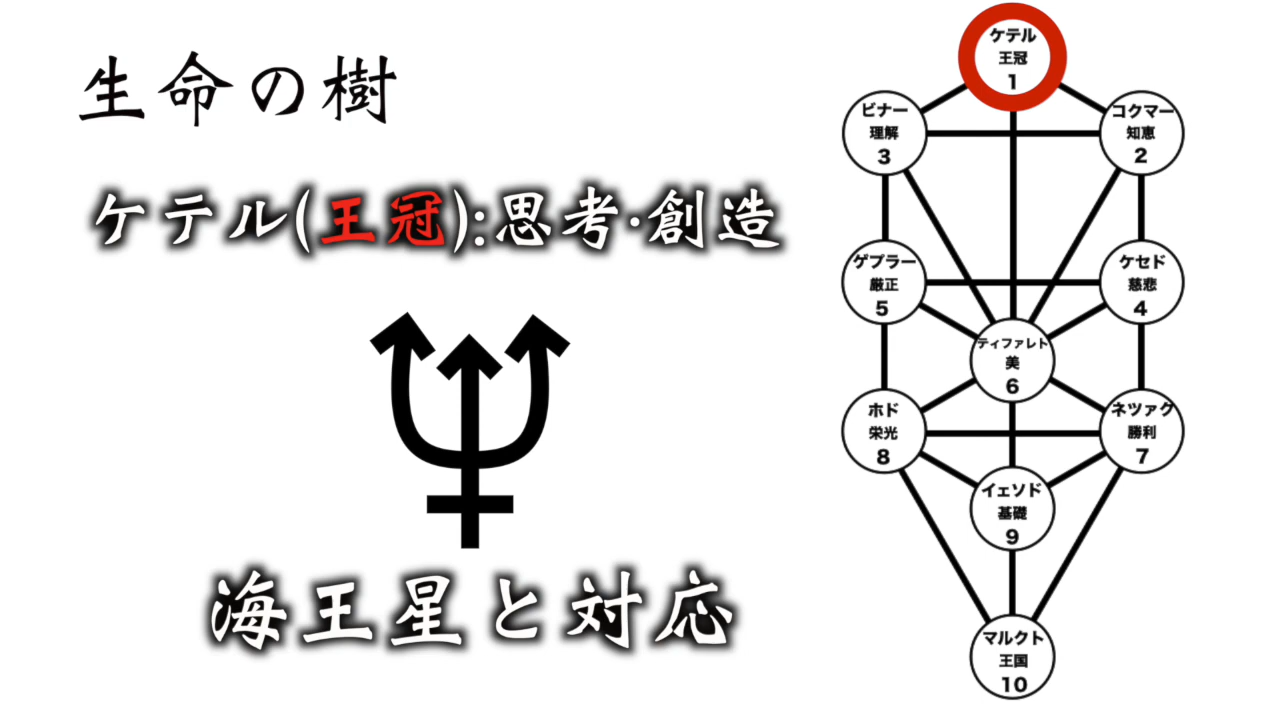 生命の樹
ケテル(王冠):思考・創造
海王星と対応
ケテル
王冠
1
ビナー
理解
3
コクマー
知恵
2
ゲブラー
厳正
5
ケセド
慈悲
4
ティファレト
美
6
ホド
栄光
8
ネツァク
勝利
7
イェソド
基礎
9
マルクト
王国
10